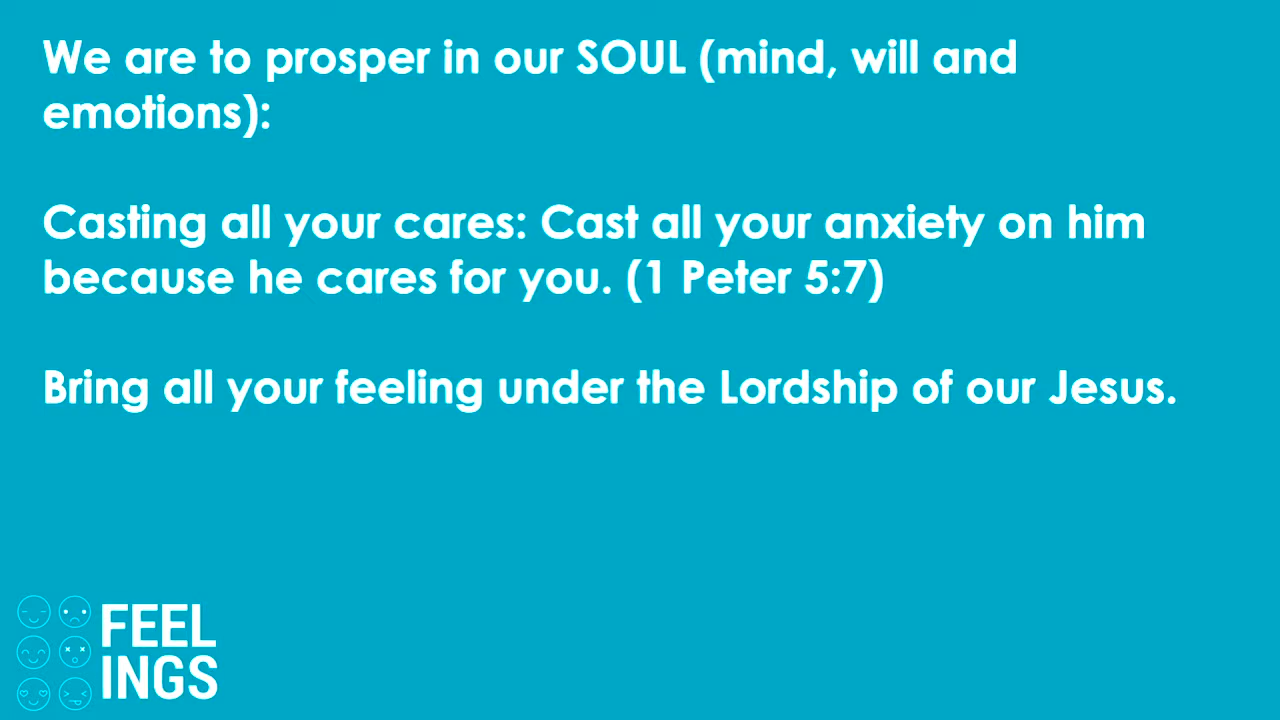 We are to prosper in our SOUL (mind, will and
emotions):
Casting all your cares: Cast all your anxiety on him
because he cares for you. (1 Peter 5:7)
Bring all your feeling under the Lordship of our Jesus.
FEEL
INGS